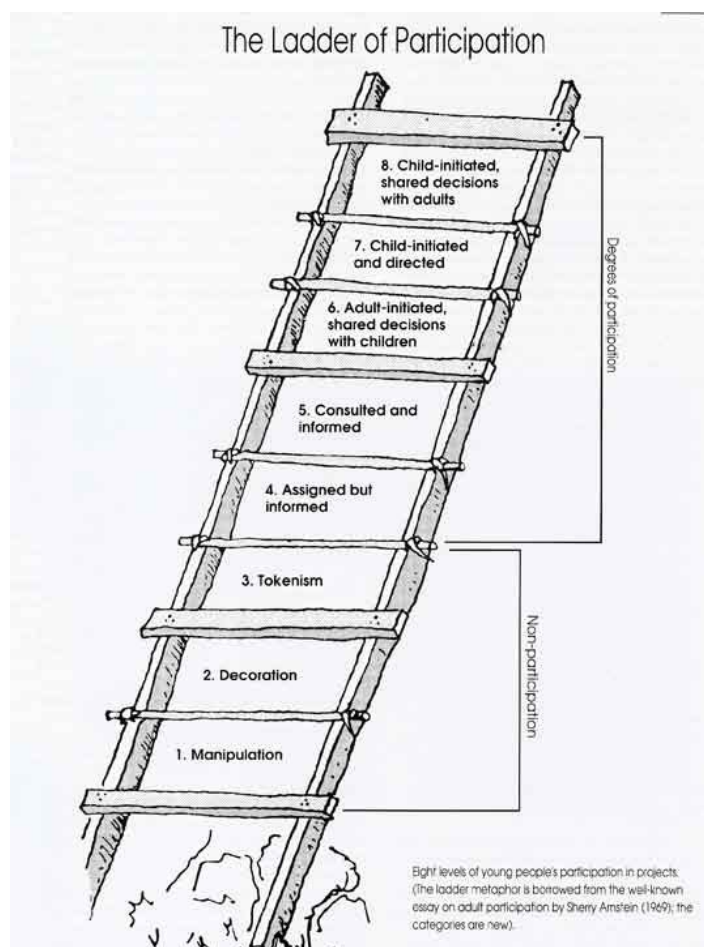 The Ladder of Participation
8. Child-initiated,
shared decisions
with adults
7. Child-initiated
and directed
6. Adult-initiated,
shared decisions
with children
5. Consulted and
informed
4. Assigned but
informed
3. Tokenism
2. Decoration
1. Manipulation
Degrees of participation
Non-participation
Eight levels of young people's participation in projects.
(The ladder metaphor is borrowed from the well-known
essay on adult participation by Sherry Arnstein (1969); the
categories are new).